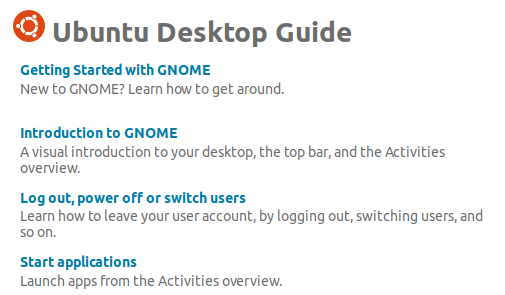 Ubuntu Desktop Guide
Getting Started with GNOME
New to GNOME? Learn how to get around.
Introduction to GNOME
A visual introduction to your desktop, the top bar, and the Activities
overview.
Log out, power off or switch users
Learn how to leave your user account, by logging out, switching users, and
so on.
Start applications
Launch apps from the Activities overview.